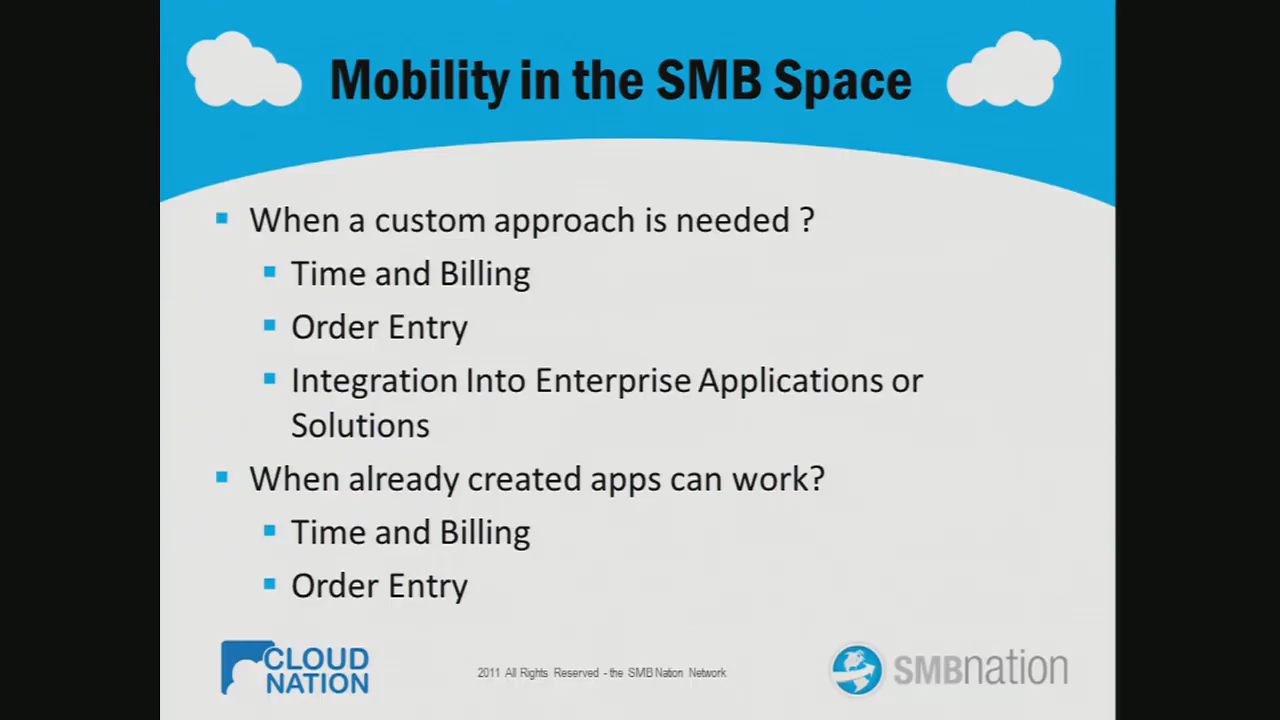 Mobility in the SMB Space
When a custom approach is needed ?
Time and Billing
Order Entry
Integration Into Enterprise Applications or
Solutions
When already created apps can work?
Time and Billing
Order Entry
CLOUD
NATION
2011 All Rights Reserved - the SMB Nation Network
SMBnation